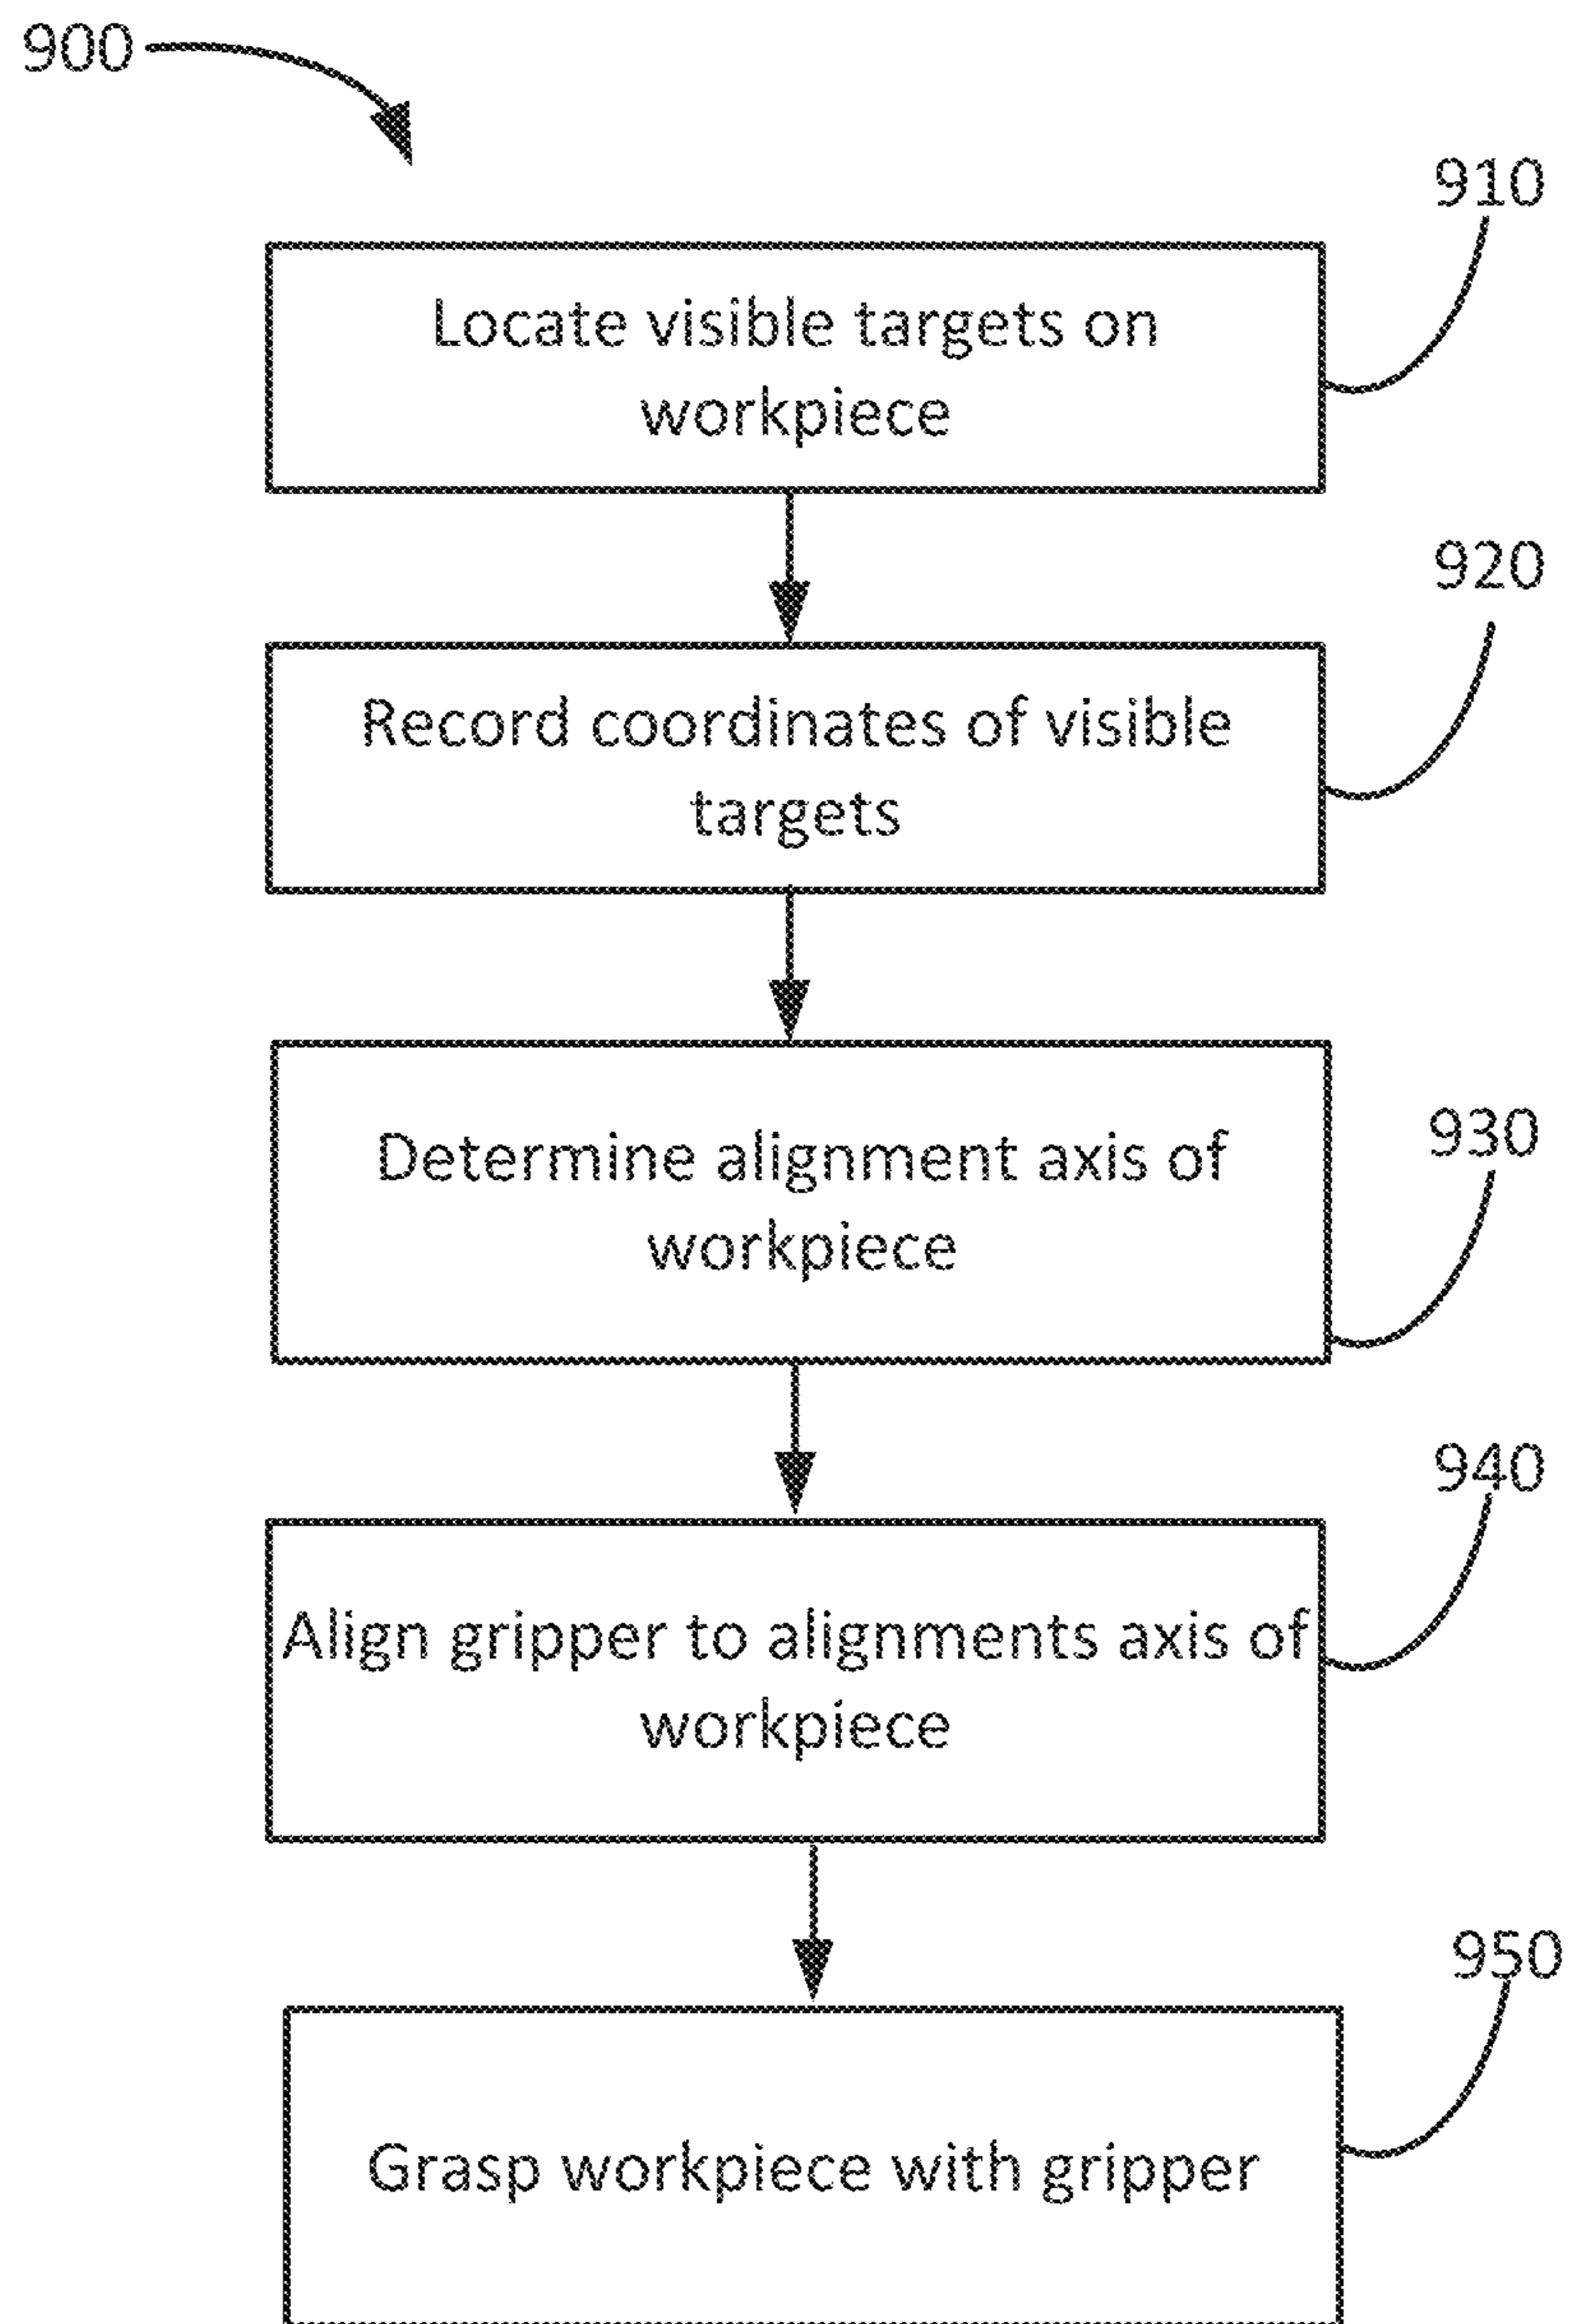 900
910
Locate visible targets on
workpiece
920
Record coordinates of visible
targets
930
Determine alignment axis of
workpiece
940
Align gripper to alignments axis of
workpiece
950
Grasp workpiece with gripper